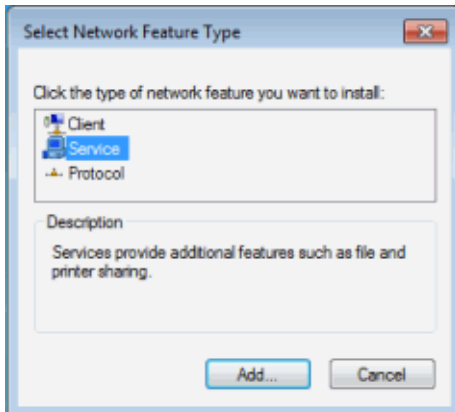 Select Network Feature Type
Click the type of network feature you want to install:
Client
Service
Protocol
Description
Services provide additional features such as file and
printer sharing.
Add...
Cancel